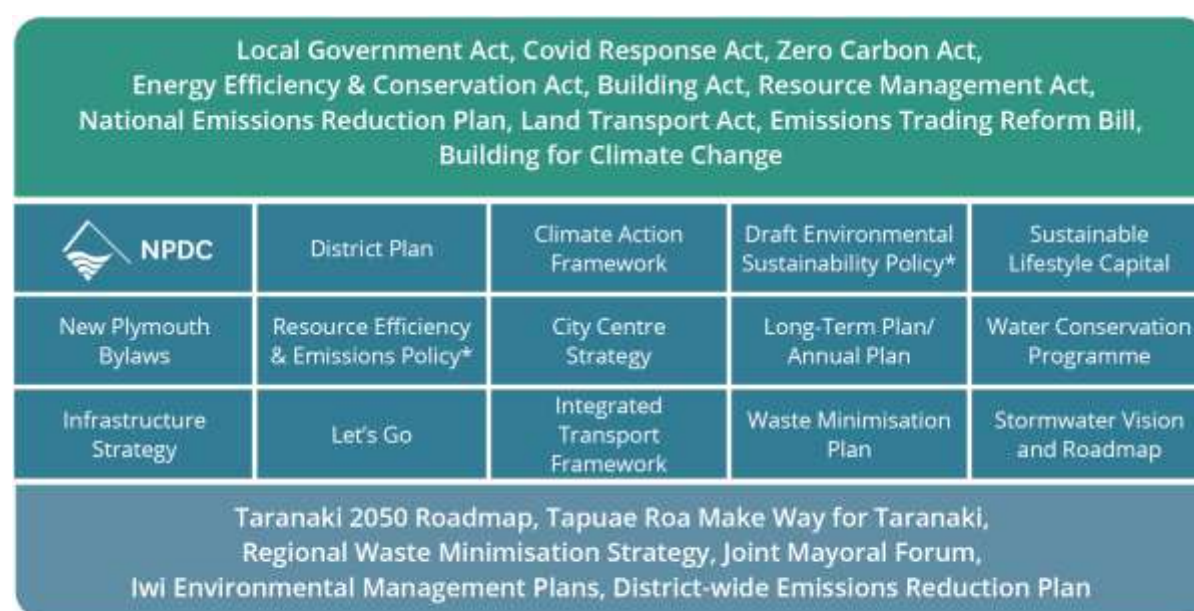 Local Government Act, Covid Response Act, Zero Carbon Act,
Energy Efficiency & Conservation Act, Building Act, Resource Management Act,
National Emissions Reduction Plan, Land Transport Act, Emissions Trading Reform Bill,
Building for Climate Change
NPDC
District Plan
Climate Action
Framework
Draft Environmental
Sustainability Policy*
Sustainable
Lifestyle Capital
New Plymouth
Bylaws
Resource Efficiency
& Emissions Policy*
City Centre
Strategy
Long-Term Plan/
Annual Plan
Water Conservation
Programme
Infrastructure
Strategy
Let's Go
Integrated
Transport
Framework
Waste Minimisation
Plan
Stormwater Vision
and Roadmap
Taranaki 2050 Roadmap, Tapuae Roa Make Way for Taranaki,
Regional Waste Minimisation Strategy, Joint Mayoral Forum,
Iwi Environmental Management Plans, District-wide Emissions Reduction Plan